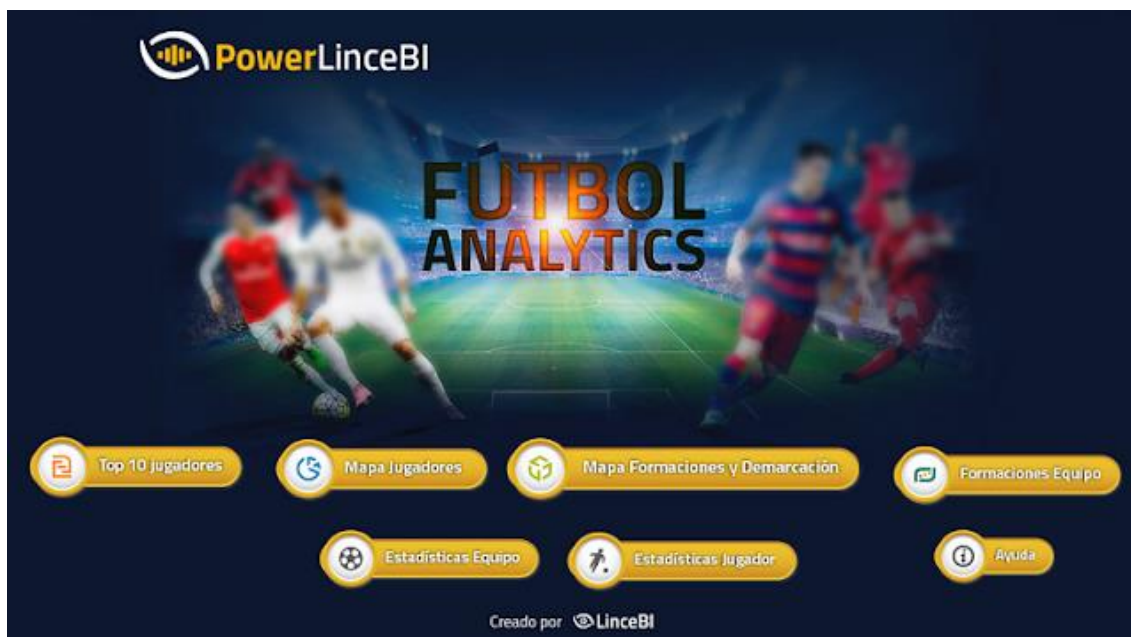 PowerLinceBI
FÚTBOL
ANALYTICS
Top 10 jugadores
Mapa Jugadores
Mapa Formaciones y Demarcación
Formaciones Equipo
Estadísticas Equipo
Estadísticas Jugador
Ayuda
Creado por LinceBI